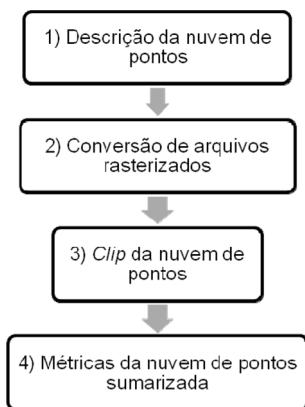 1) Descrição da nuvem de
pontos
2) Conversão de arquivos
rasterizados
3) Clip da nuvem de
pontos
4) Métricas da nuvem de pontos
sumarizada